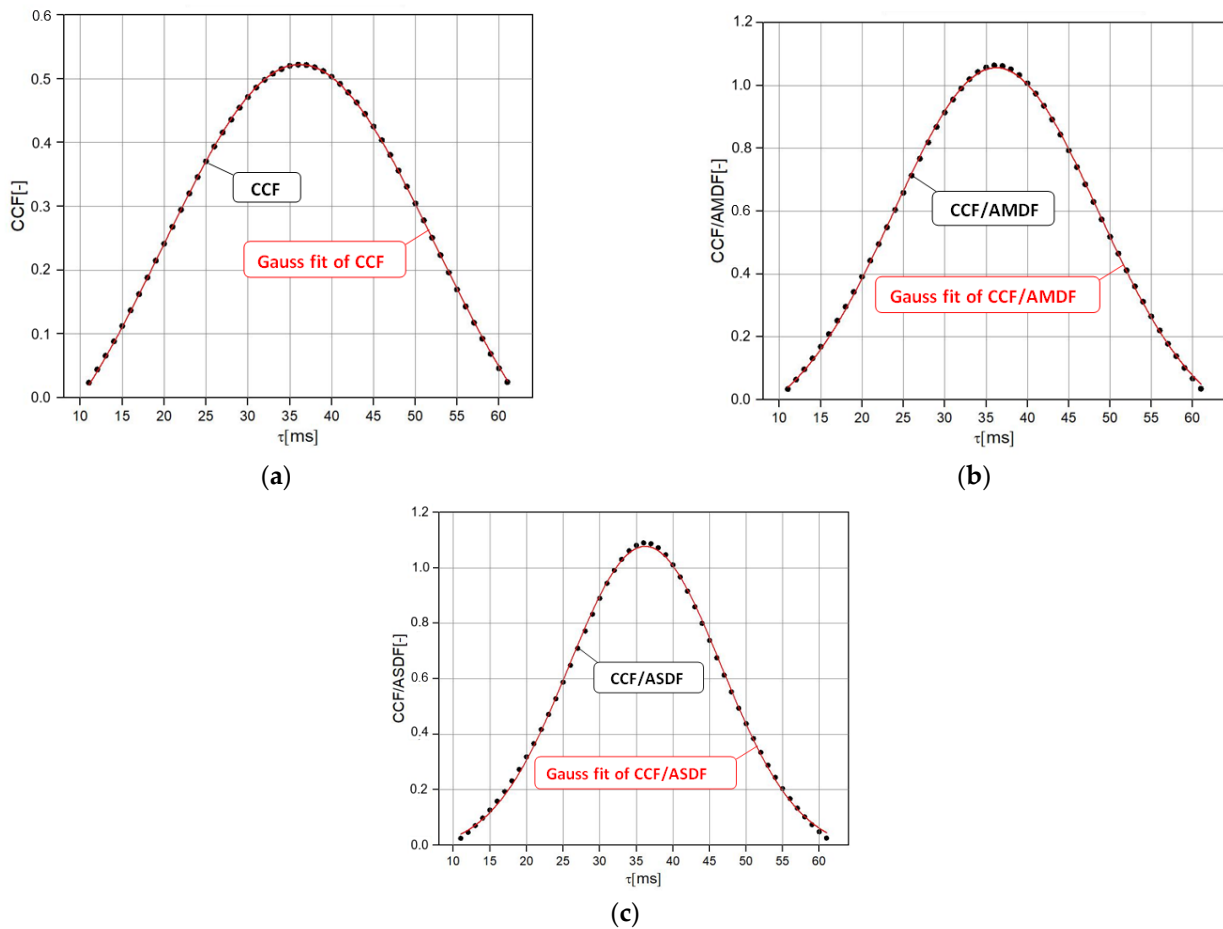 0.6
0.5
0.4
0.3
0.2
0.1
0.0
CCF[-]
CCF
Gauss fit of CCF
10 15 20 25 30 35 40 45 50 55 60
τ[ms]
(a)
1.2
1.0
0.8
0.6
0.4
0.2
0.0
CCF/AMDF[-]
CCF/AMDF
Gauss fit of CCF/AMDF
10 15 20 25 30 35 40 45 50 55 60
τ[ms]
(b)
1.2
1.0
0.8
0.6
0.4
0.2
0.0
CCF/ASDF[-]
CCF/ASDF
Gauss fit of CCF/ASDF
10 15 20 25 30 35 40 45 50 55 60
τ[ms]
(c)